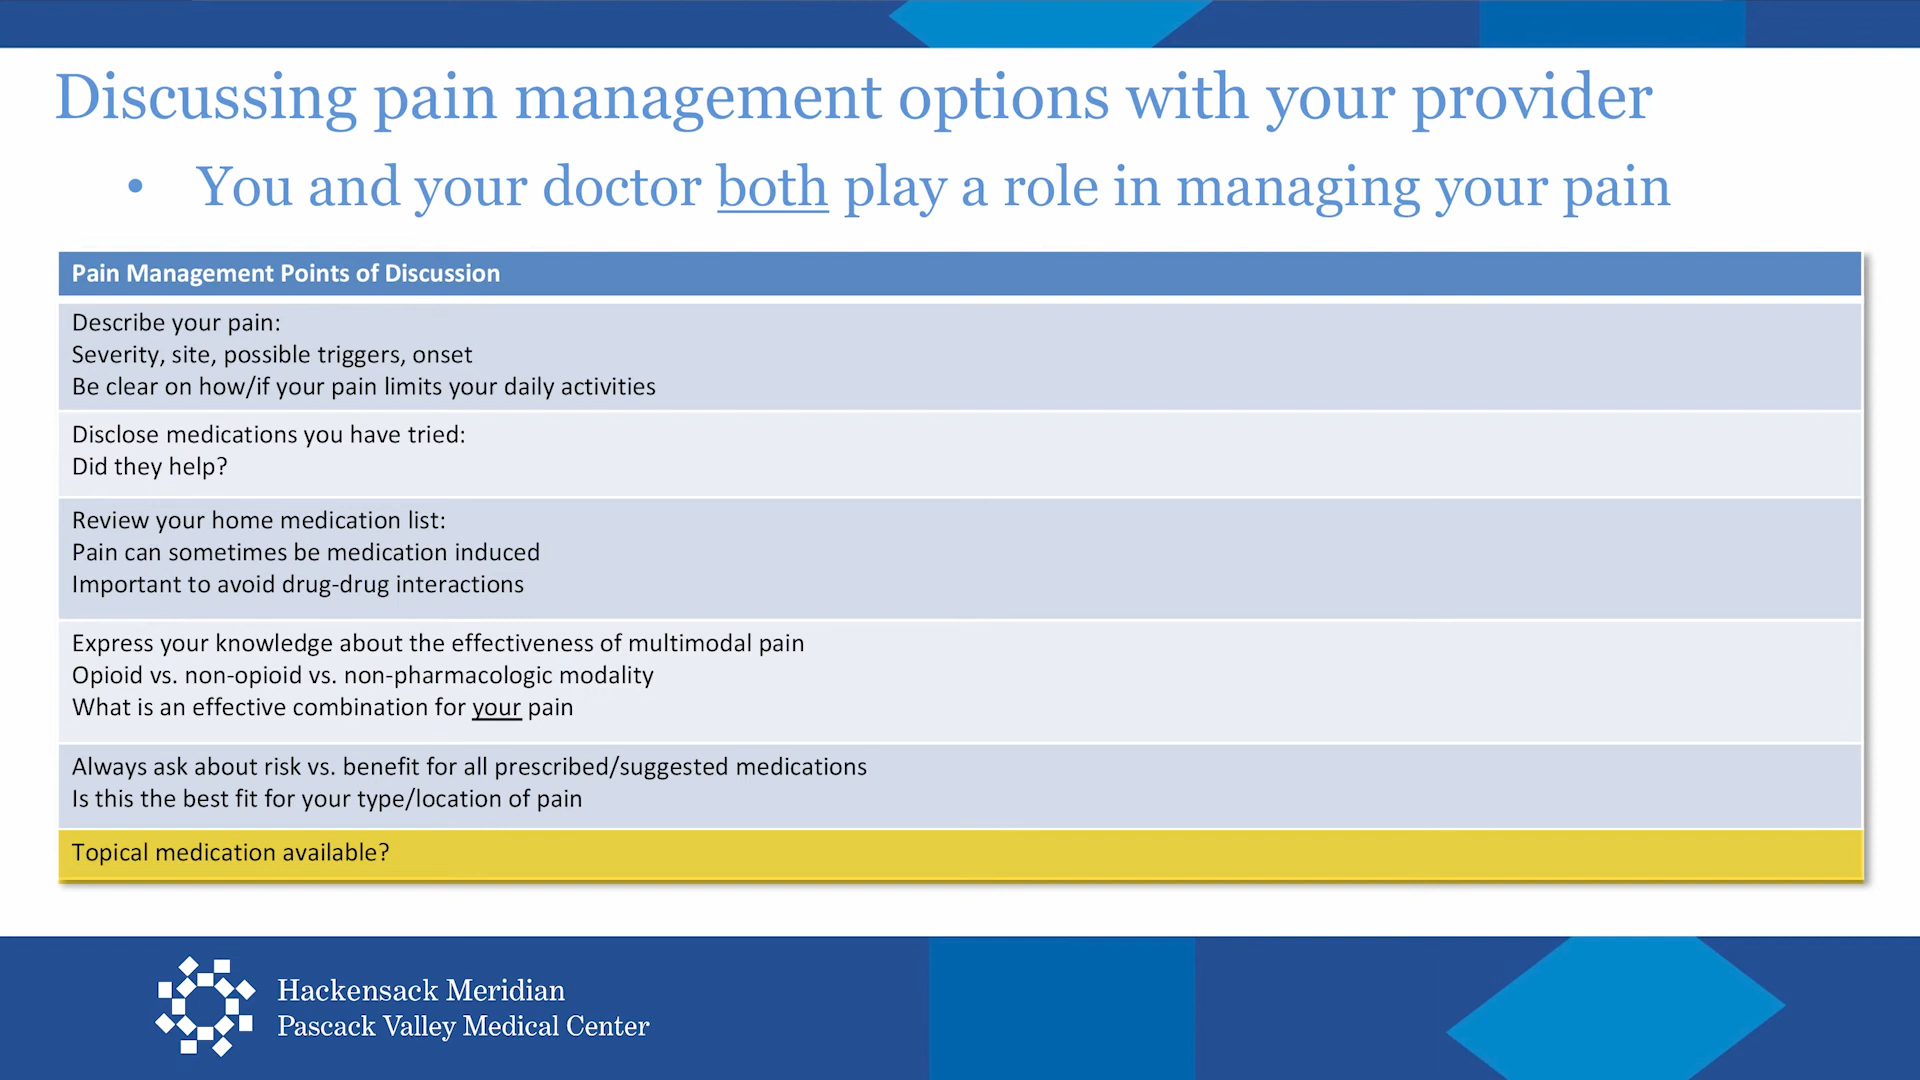 Discussing pain management options with your provider
• You and your doctor both play a role in managing your pain
Pain Management Points of Discussion
Describe your pain:
Severity, site, possible triggers, onset
Be clear on how/if your pain limits your daily activities
Disclose medications you have tried:
Did they help?
Review your home medication list:
Pain can sometimes be medication induced
Important to avoid drug-drug interactions
Express your knowledge about the effectiveness of multimodal pain
Opioid vs. non-opioid vs. non-pharmacologic modality
What is an effective combination for your pain
Always ask about risk vs. benefit for all prescribed/suggested medications
Is this the best fit for your type/location of pain
Topical medication available?
Hackensack Meridian
Pascack Valley Medical Center